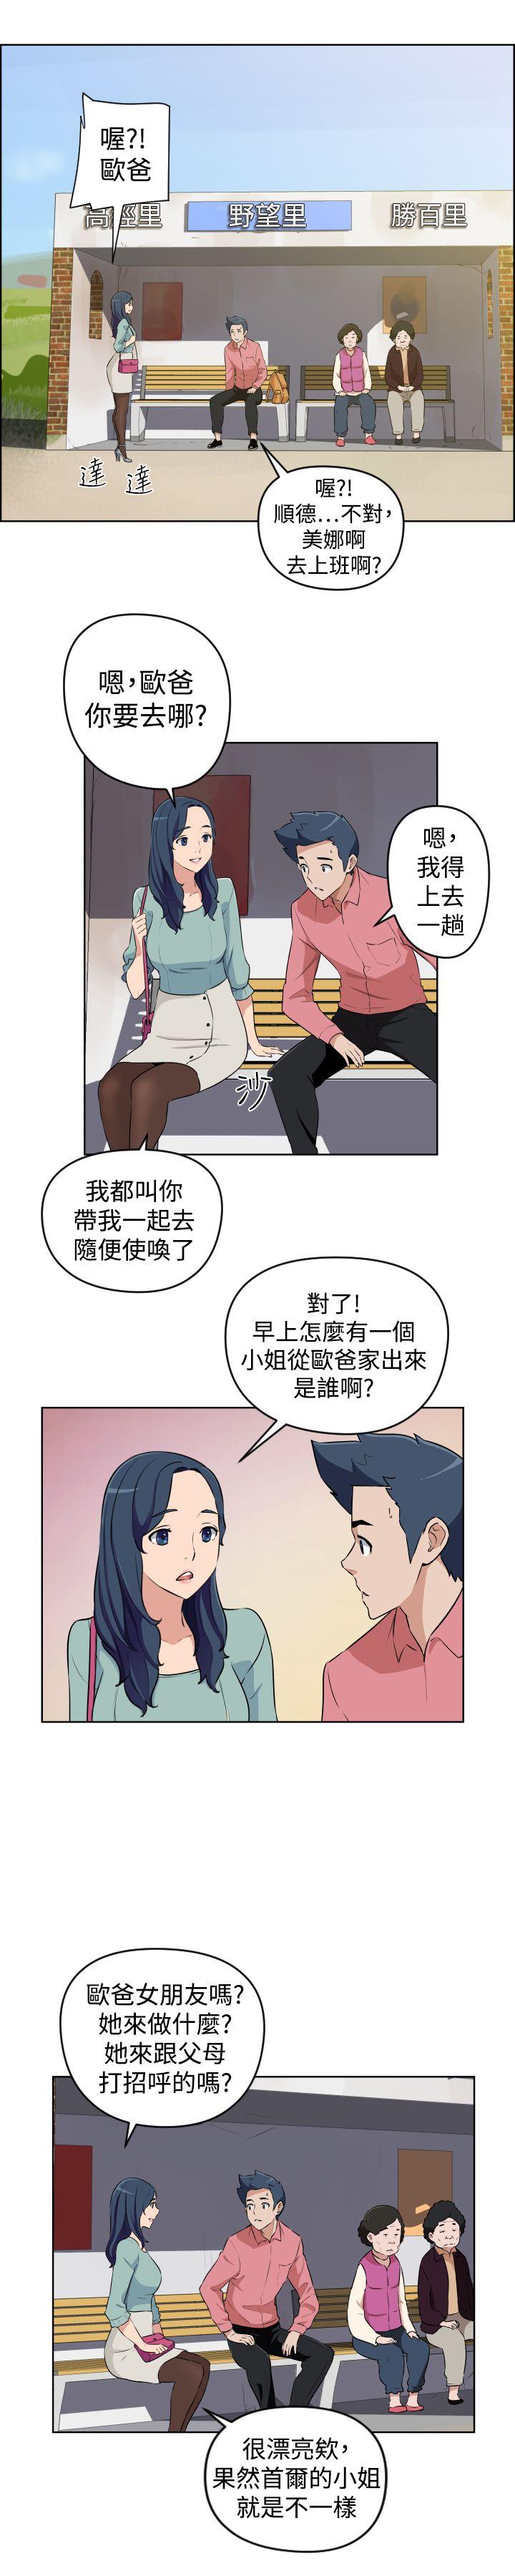 喔?!
歐爸
高
里
野望里
勝百里
達 達
喔?!
順德...不對,
美娜啊
去上班啊?
嗯,歐爸
你要去哪?
嗯,
我得
上去
一趟
沙
我都叫你
帶我一起去
隨便使喚了
對了!
早上怎麼有一個
小姐從歐爸家出來
是誰啊?
歐爸女朋友嗎?
她來做什麼?
她來跟父母
打招呼的嗎?
很漂亮欸,
果然首爾的小姐
就是不一樣